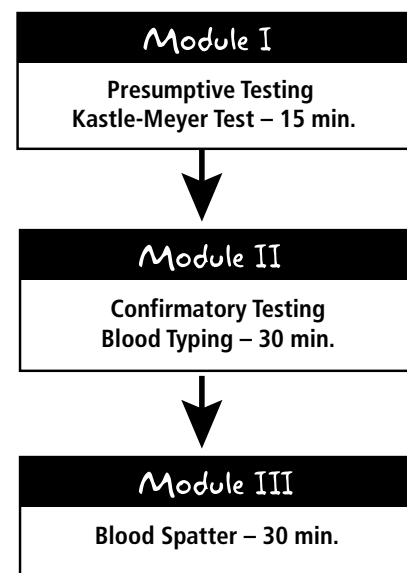 Module I
Presumptive Testing
Kastle-Meyer Test – 15 min.
Module II
Confirmatory Testing
Blood Typing – 30 min.
Module III
Blood Spatter – 30 min.